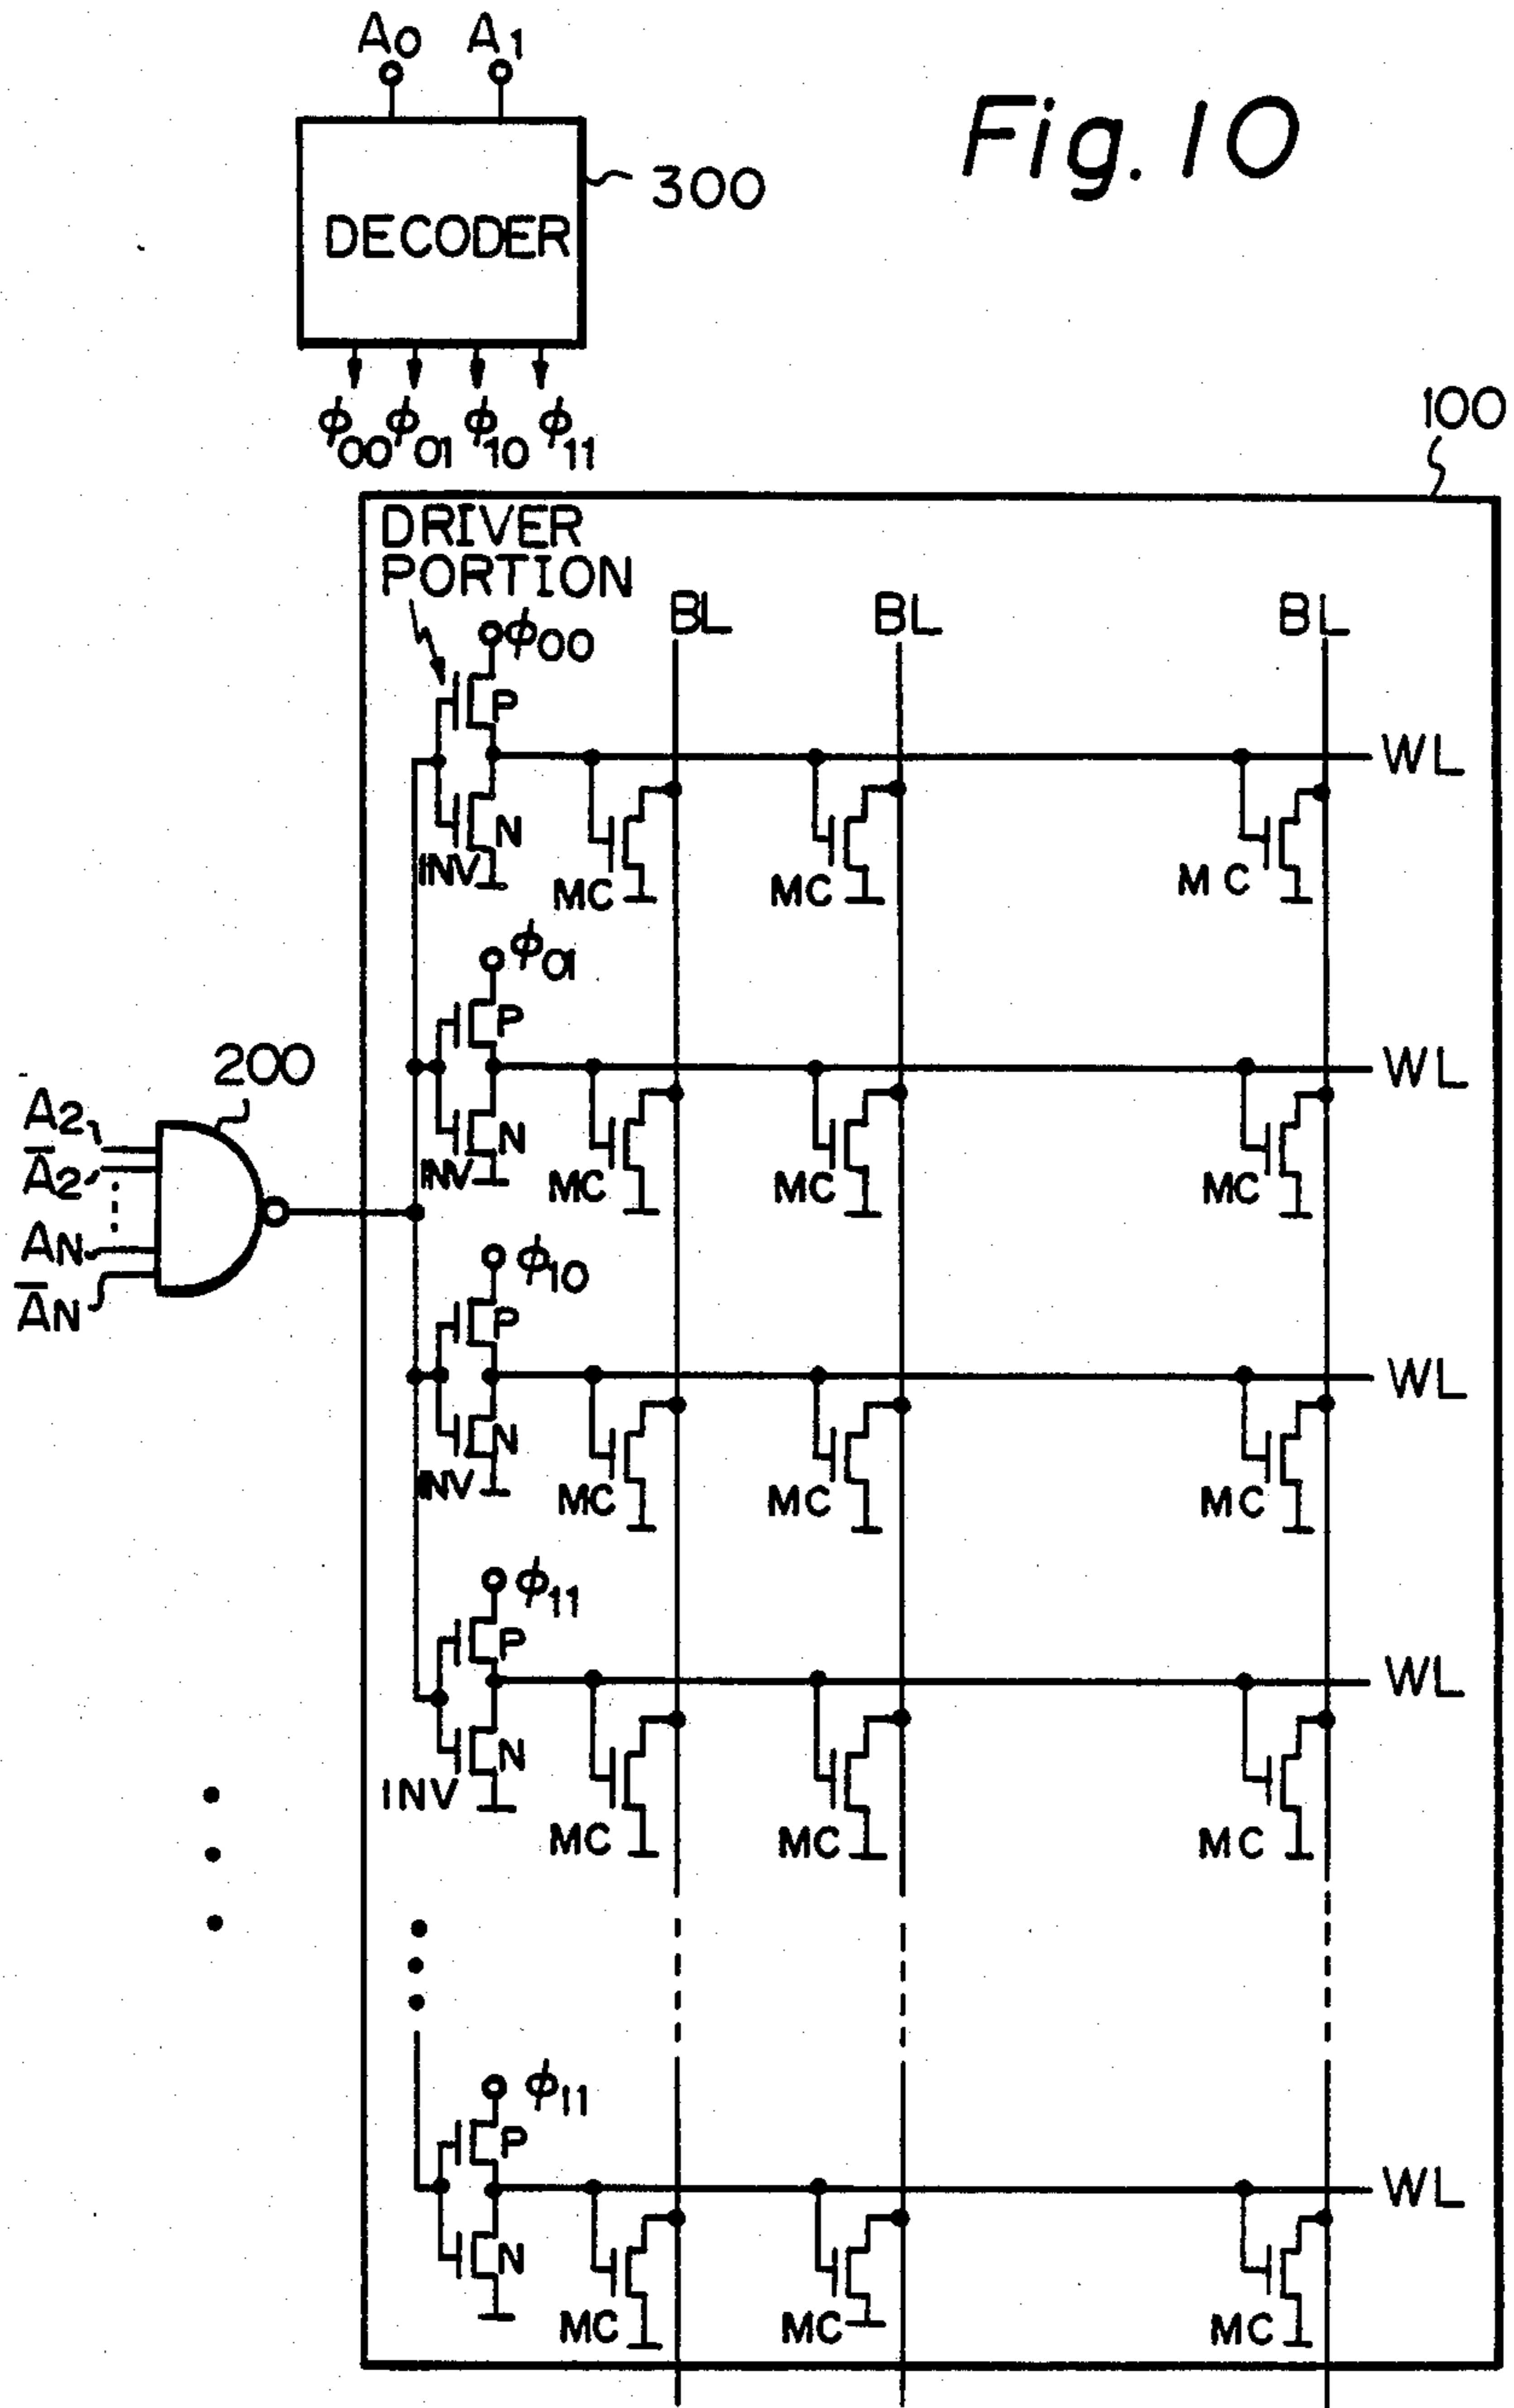 A0 A1
Fig. 10
300
DECODER
ϕ00 ϕ01 ϕ10 ϕ11
100
DRIVER
PORTION
BL BL BL
ϕ00
P
WL
N
INV MC MC MC
ϕ01
P
WL
N
INV MC MC MC
200
A2
A̅2
AN
A̅N
ϕ10
P
WL
N
INV MC MC MC
ϕ11
P
WL
N
INV MC MC MC
ϕ11
P
WL
N
MC MC MC